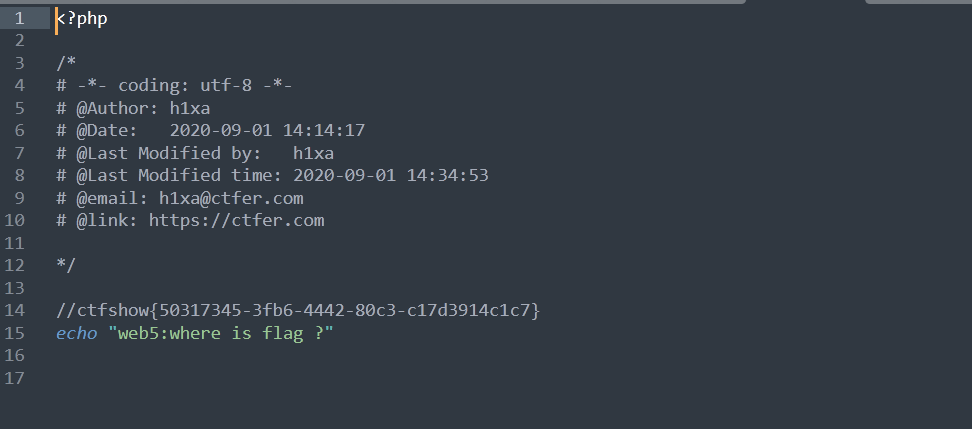 1 <?php
2
3 /*
4 # -*- coding: utf-8 -*-
5 # @Author: h1xa
6 # @Date:   2020-09-01 14:14:17
7 # @Last Modified by:   h1xa
8 # @Last Modified time: 2020-09-01 14:34:53
9 # @email: h1xa@ctfer.com
10 # @link: https://ctfer.com
11
12 */
13
14 //ctfshow{50317345-3fb6-4442-80c3-c17d3914c1c7}
15 echo "web5:where is flag ?"
16
17